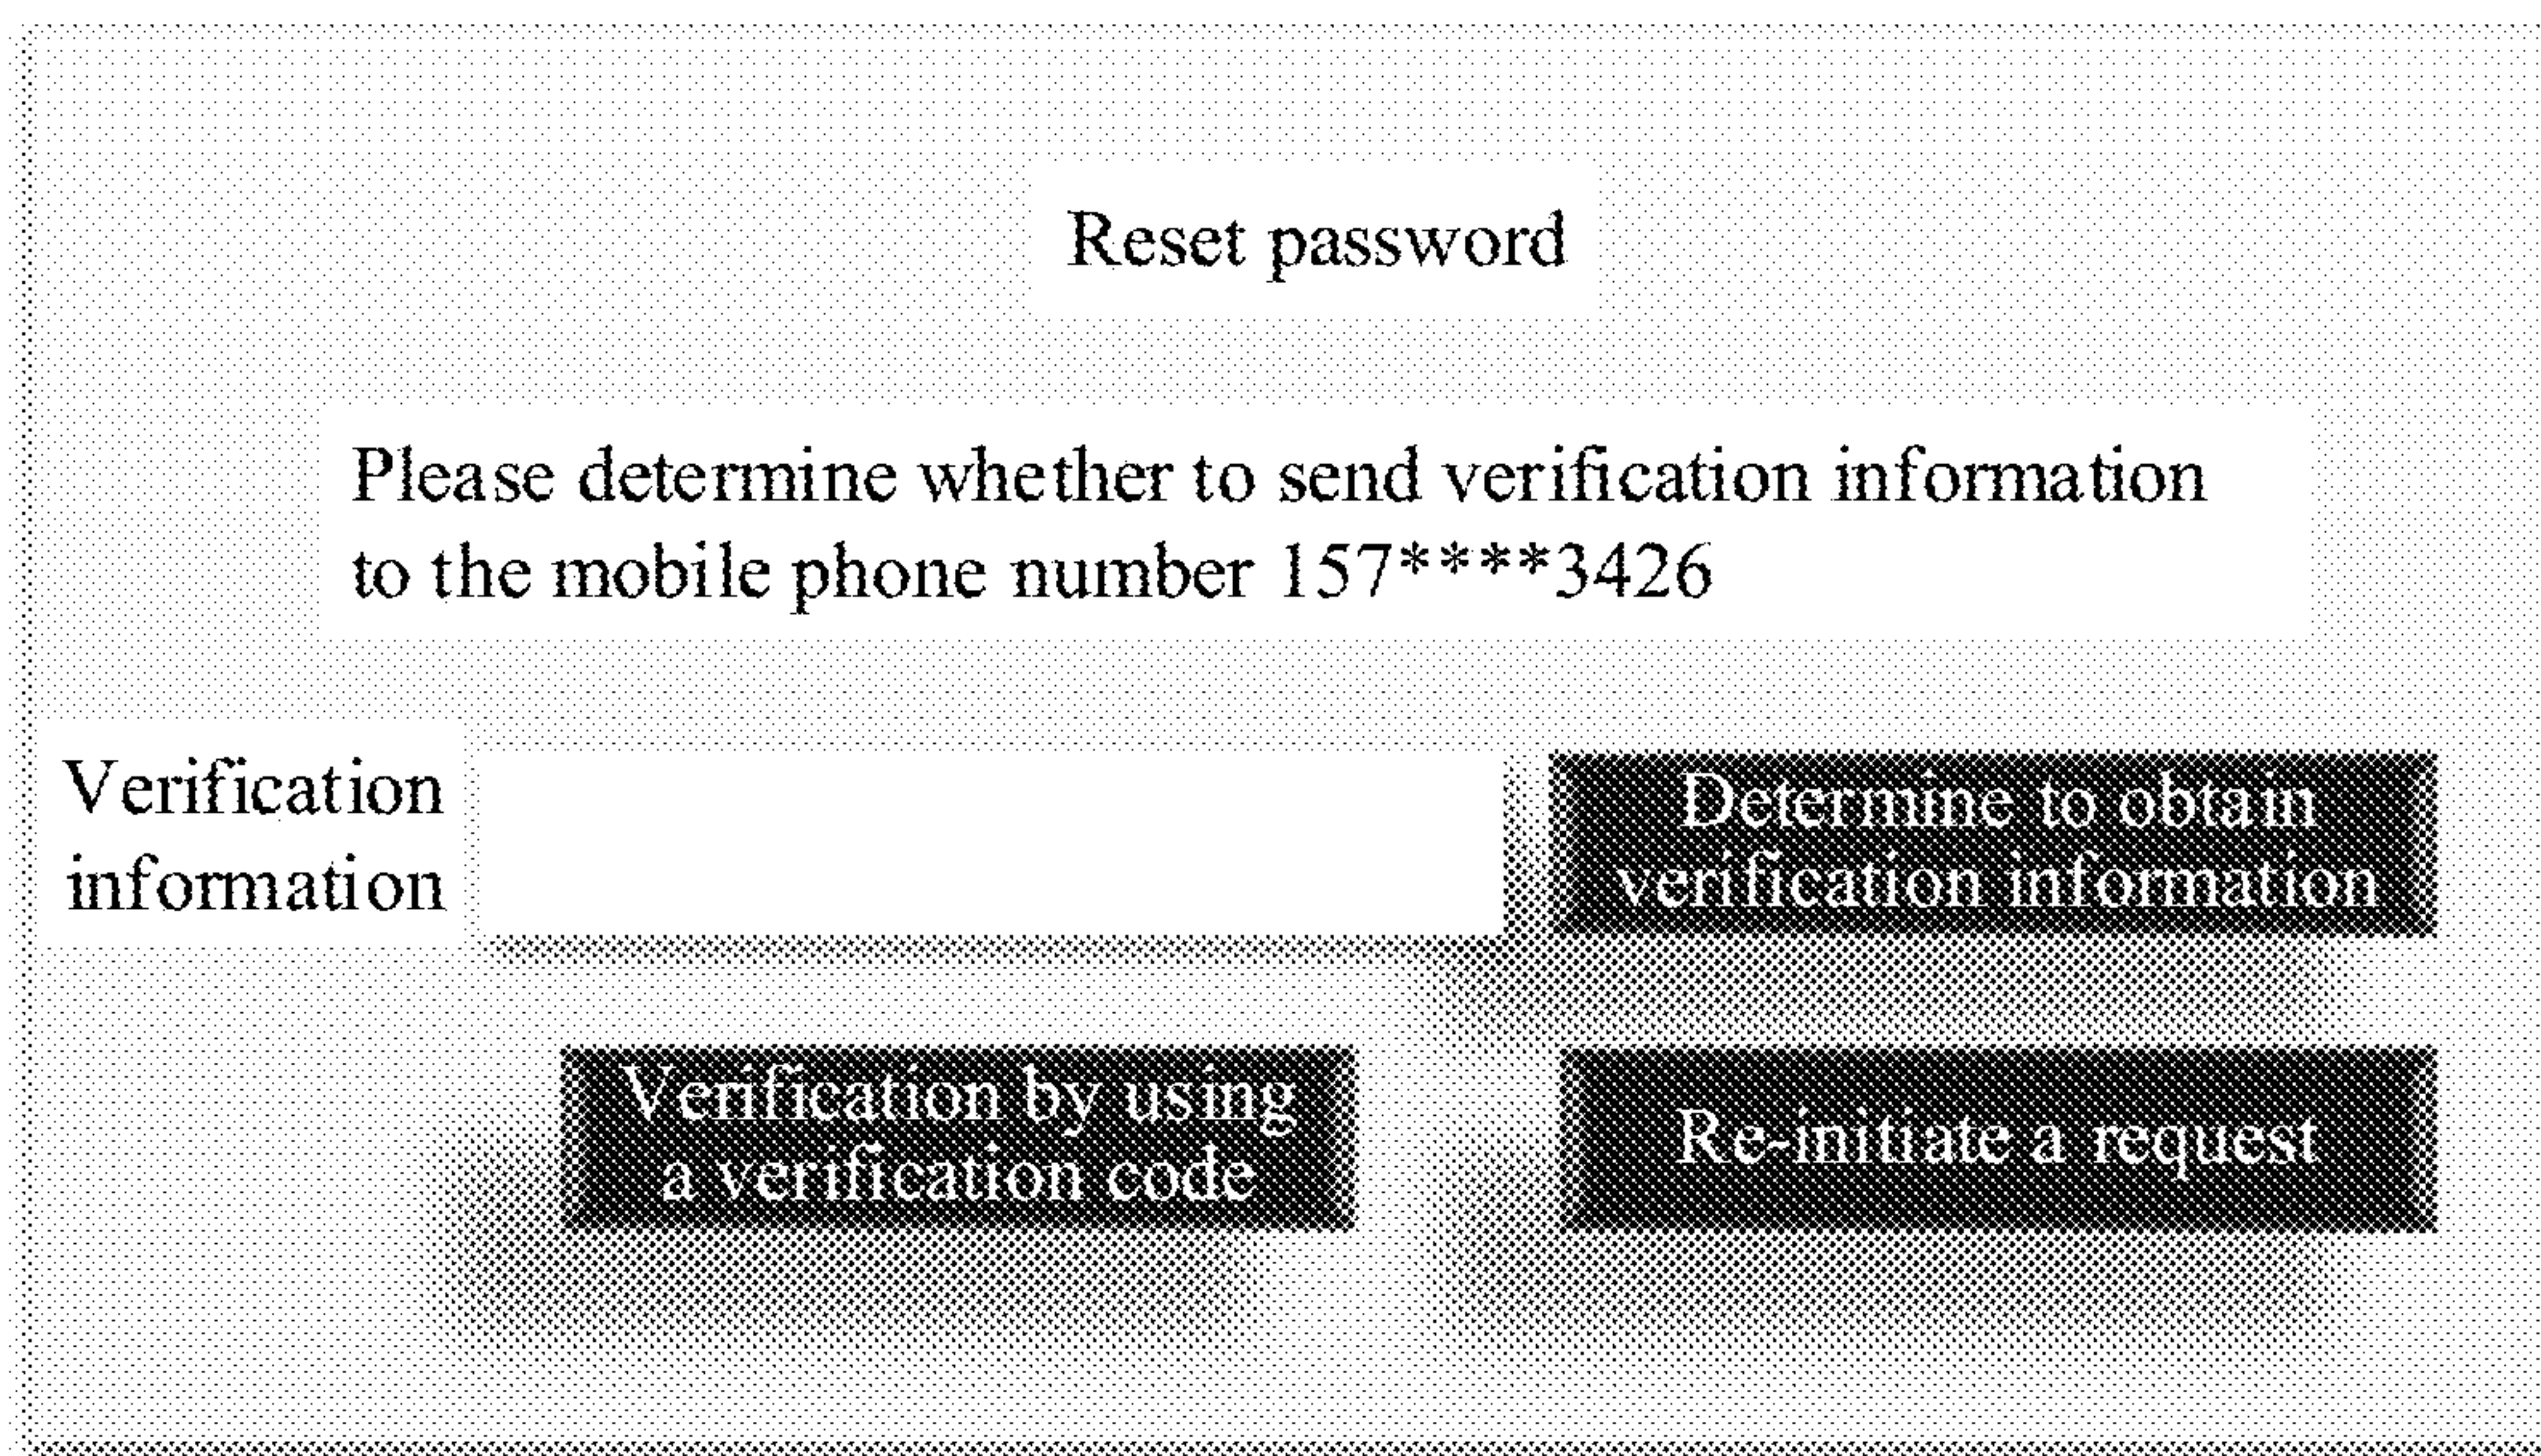 Reset password
Please determine whether to send verification information
to the mobile phone number 157****3426
Verification
information
Determine to obtain
verification information
Verification by using
a verification code
Re-initiate a request